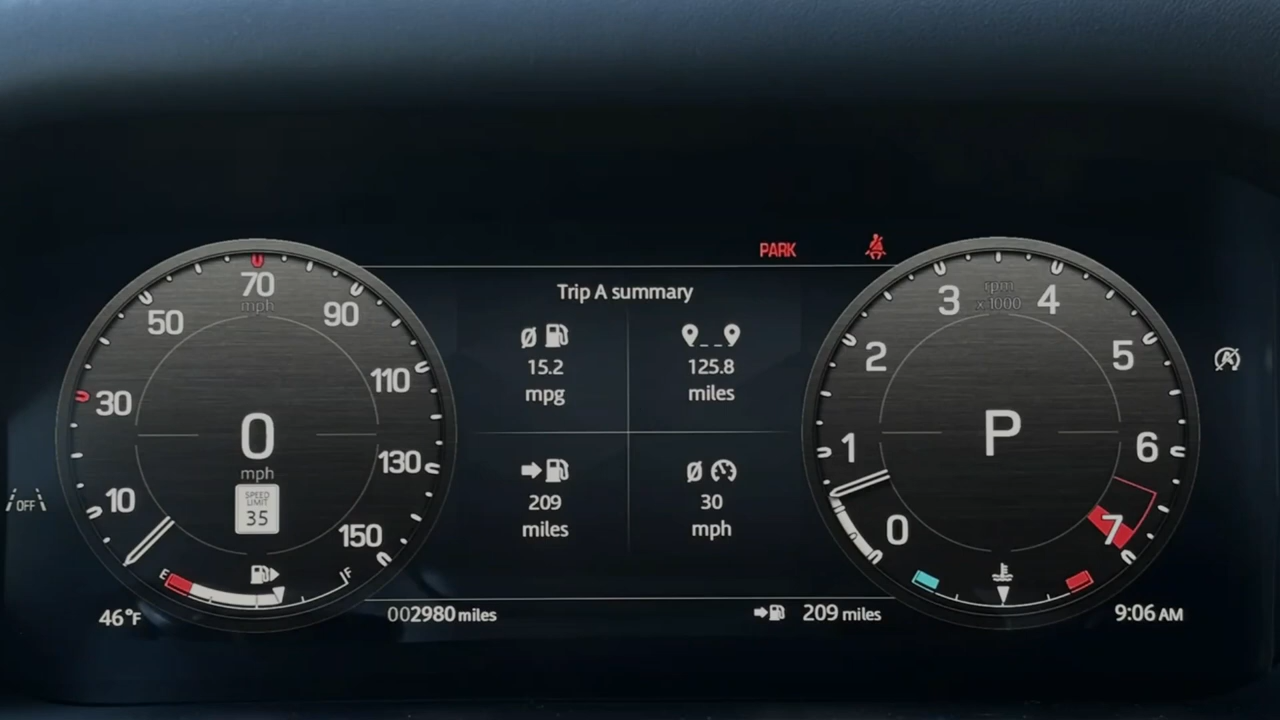 PARK
Trip A summary
70
mph
50
90
30
110
10
130
150
0
mph
SPEED
LIMIT
35
E
F
15.2
mpg
125.8
miles
209
miles
30
mph
rpm
x1000
3
4
2
5
1
6
0
7
P
OFF
A
46°F
002980 miles
209 miles
9:06 AM